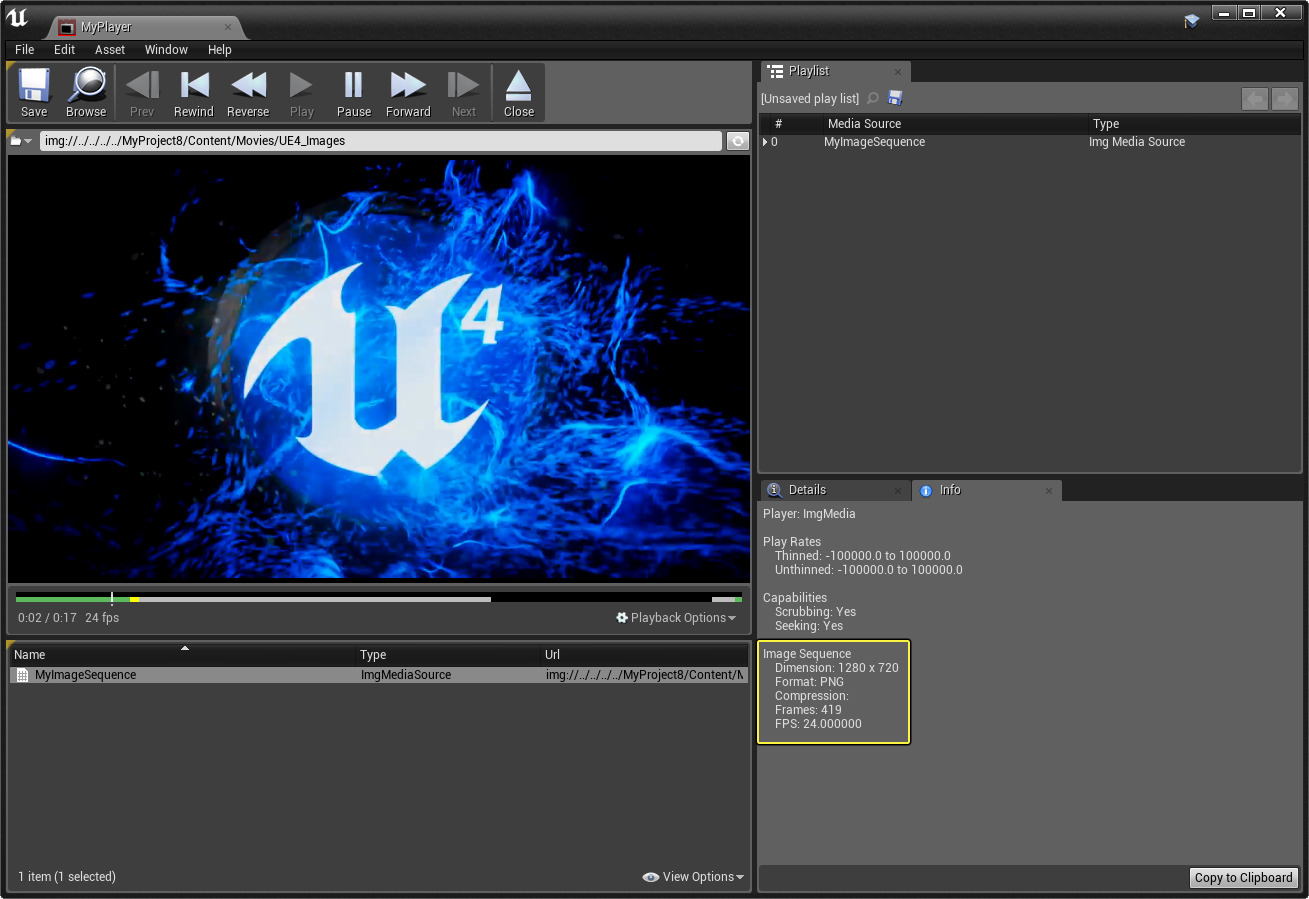 MyPlayer
File Edit Asset Window Help
Save Browse Prev Rewind Reverse Play Pause Forward Next Close
img://../../../../MyProject8/Content/Movies/UE4_Images
4
0:02 / 0:17 24 fps
Playback Options
Name Type Url
MyImageSequence ImgMediaSource img://../../../../MyProject8/Content/M
1 item (1 selected)
View Options
Playlist
[Unsaved play list]
# Media Source Type
0 MyImageSequence Img Media Source
Details Info
Player: ImgMedia
Play Rates
Thinned: -100000.0 to 100000.0
Unthinned: -100000.0 to 100000.0
Capabilities
Scrubbing: Yes
Seeking: Yes
Image Sequence
Dimension: 1280 x 720
Format: PNG
Compression:
Frames: 419
FPS: 24.000000
Copy to Clipboard